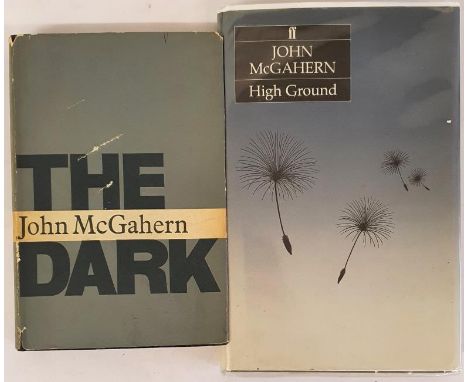 THE
John McGahern
DARK
ff
JOHN
McGAHERN
High Ground